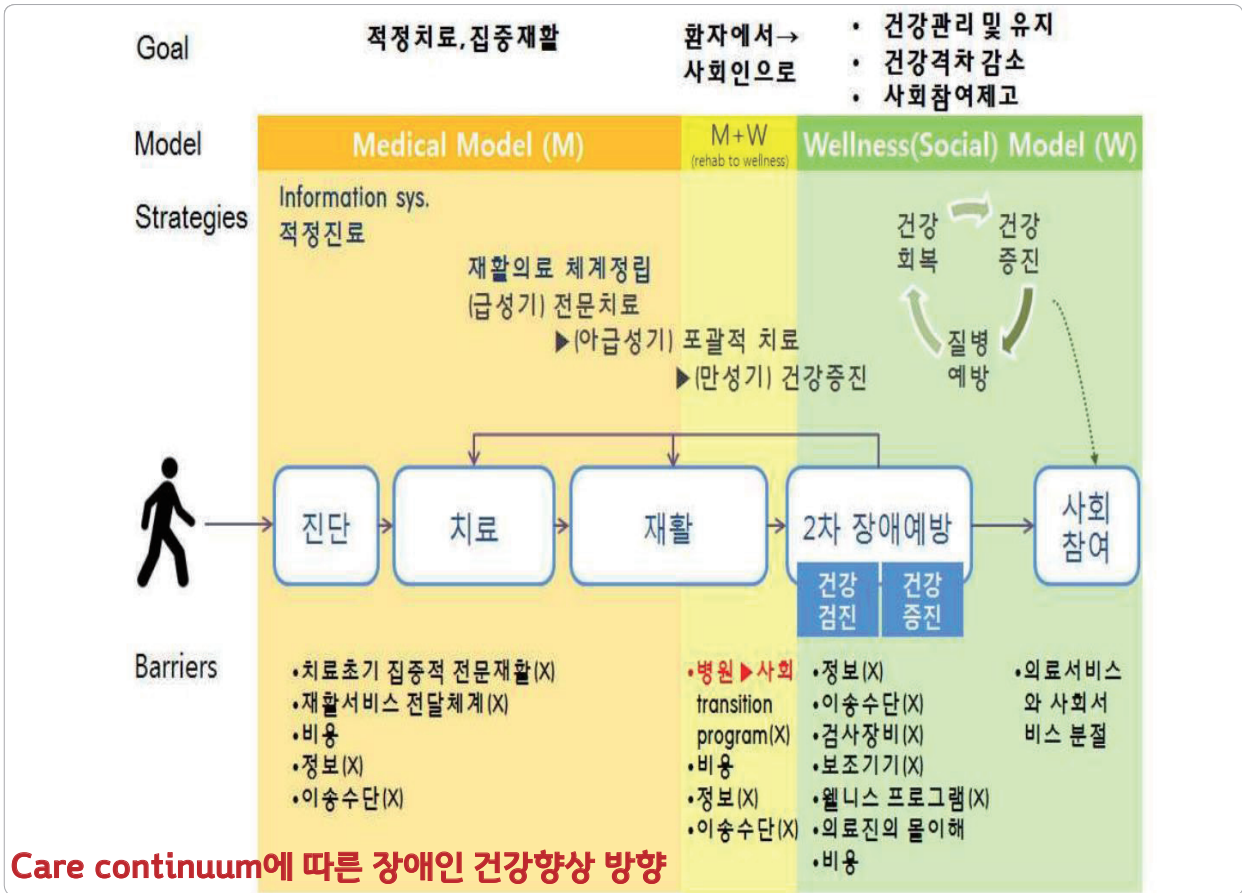 Goal
적정치료,집중재활
환자에서→
사회인으로
• 건강관리 및 유지
• 건강격차 감소
• 사회참여제고
Model
Medical Model (M)
M+W
(rehab to wellness)
Wellness(Social) Model (W)
Strategies
Information sys.
적정진료
재활의료 체계정립
(급성기) 전문치료
▶(아급성기) 포괄적 치료
▶(만성기) 건강증진
건강
회복
건강
증진
질병
예방
진단
치료
재활
2차 장애예방
건강
검진
건강
증진
사회
참여
Barriers
•치료초기 집중적 전문재활(X)
•재활서비스 전달체계(X)
•비용
•정보(X)
•이송수단(X)
•병원▶사회
transition
program(X)
•비용
•정보(X)
•이송수단(X)
•정보(X)
•이송수단(X)
•검사장비(X)
•보조기기(X)
•웰니스 프로그램(X)
•의료진의 몰이해
•비용
•의료서비스
와 사회서
비스 분절
Care continuum에 따른 장애인 건강향상 방향